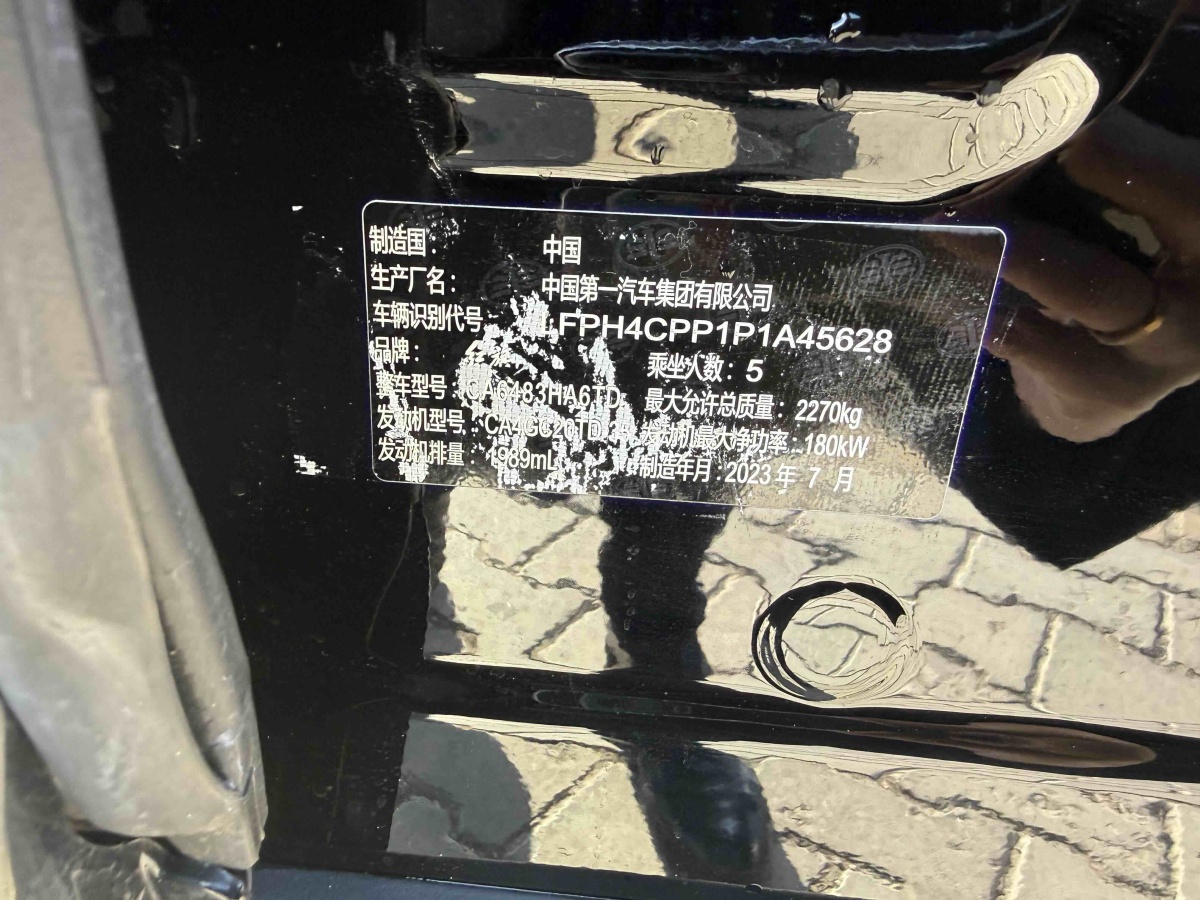 制造国： 中国
生产厂名： 中国第一汽车集团有限公司
车辆识别代号 LFPH4CPP1P1A45628
品牌： 乘坐人数：5
整车型号：CA6483HA6TD 最大允许总质量：2270kg
发动机型号：CA4GC20TD 发动机最大净功率：180kW
发动机排量：1989mL 制造年月：2023年 7 月